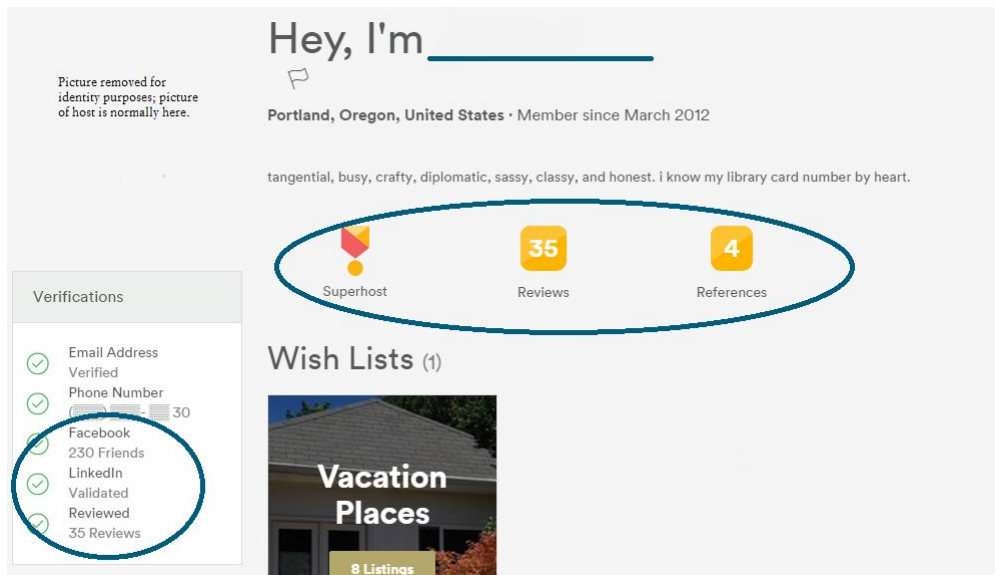 Hey, I'm
Picture removed for
identity purposes; picture
of host is normally here.
Portland, Oregon, United States · Member since March 2012
tangential, busy, crafty, diplomatic, sassy, classy, and honest. i know my library card number by heart.
35
4
Superhost
Reviews
References
Verifications
Email Address
Verified
Phone Number
30
Facebook
230 Friends
LinkedIn
Validated
Reviewed
35 Reviews
Wish Lists (1)
Vacation
Places
8 Listings